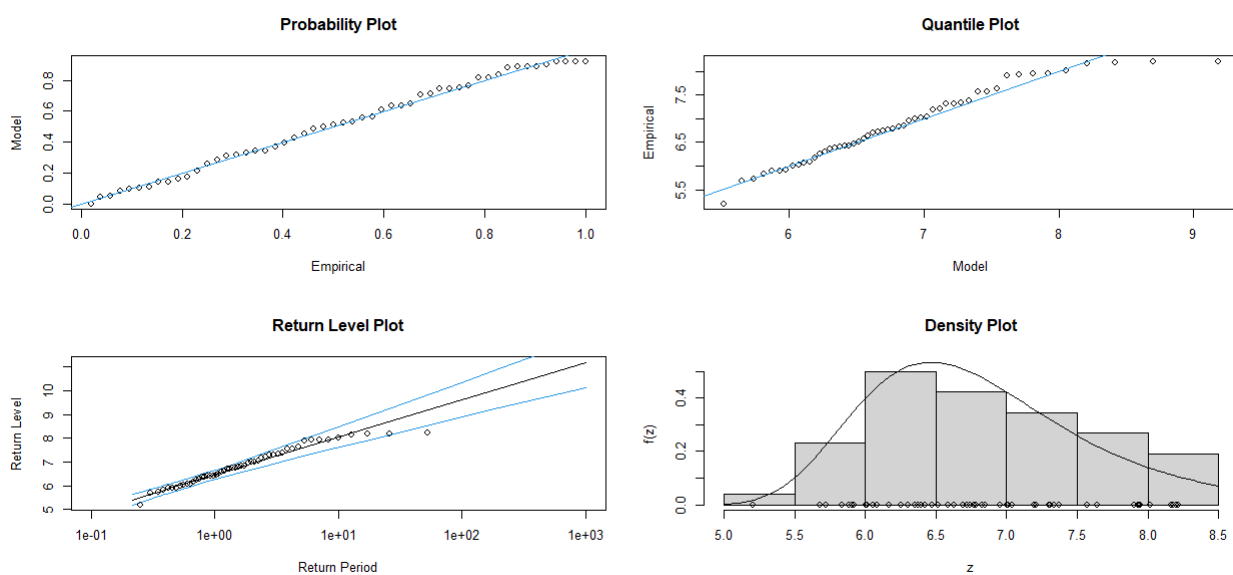 Probability Plot
Model
0.0 0.2 0.4 0.6 0.8
0.0 0.2 0.4 0.6 0.8 1.0
Empirical
Quantile Plot
Empirical
5.5 6.5 7.5
6 7 8 9
Model
Return Level Plot
Return Level
5 6 7 8 9 10
1e-01 1e+00 1e+01 1e+02 1e+03
Return Period
Density Plot
f(z)
0.0 0.2 0.4
5.0 5.5 6.0 6.5 7.0 7.5 8.0 8.5
z